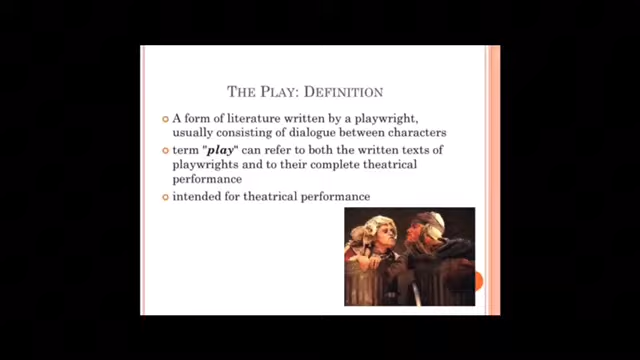 THE PLAY: DEFINITION
A form of literature written by a playwright,
usually consisting of dialogue between characters
term "play" can refer to both the written texts of
playwrights and to their complete theatrical
performance
intended for theatrical performance